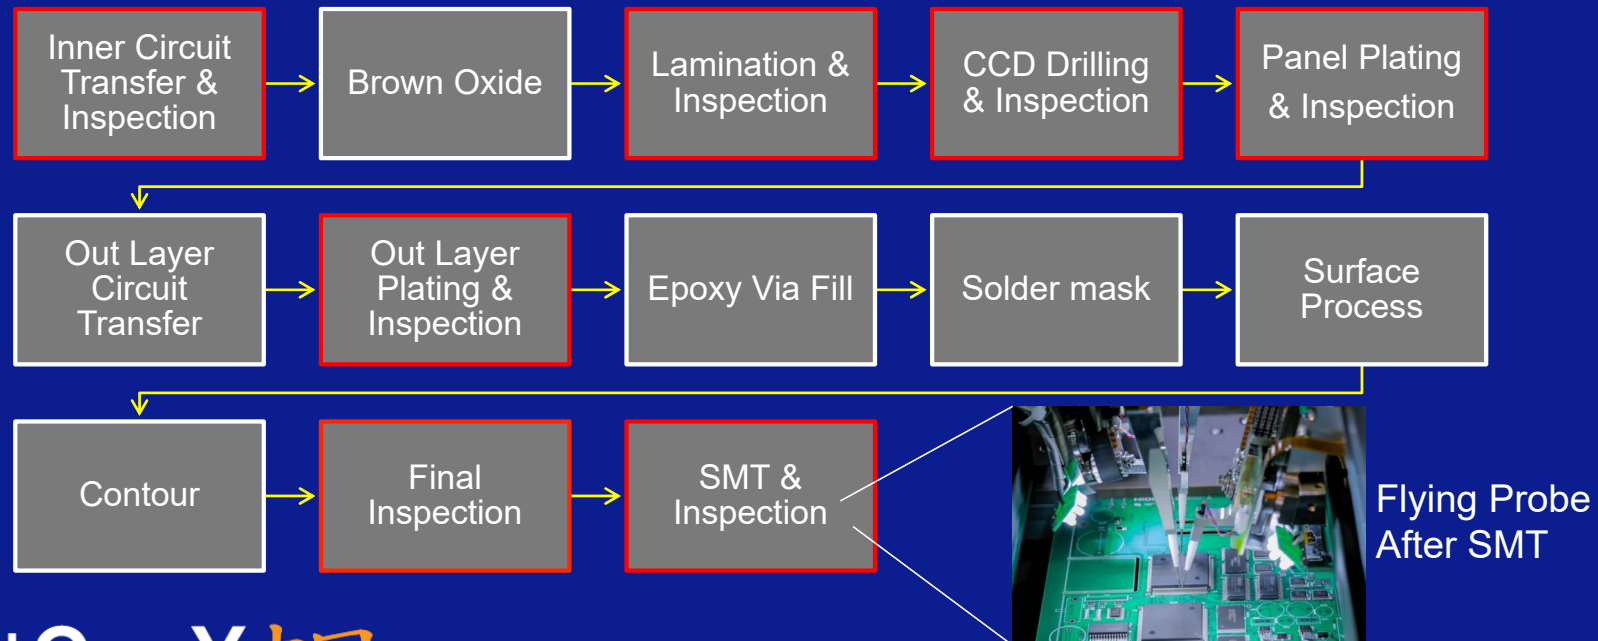 Inner Circuit
Transfer &
Inspection
Brown Oxide
Lamination &
Inspection
CCD Drilling
& Inspection
Panel Plating
& Inspection
Out Layer
Circuit
Transfer
Out Layer
Plating &
Inspection
Epoxy Via Fill
Solder mask
Surface
Process
Contour
Final
Inspection
SMT &
Inspection
Flying Probe
After SMT